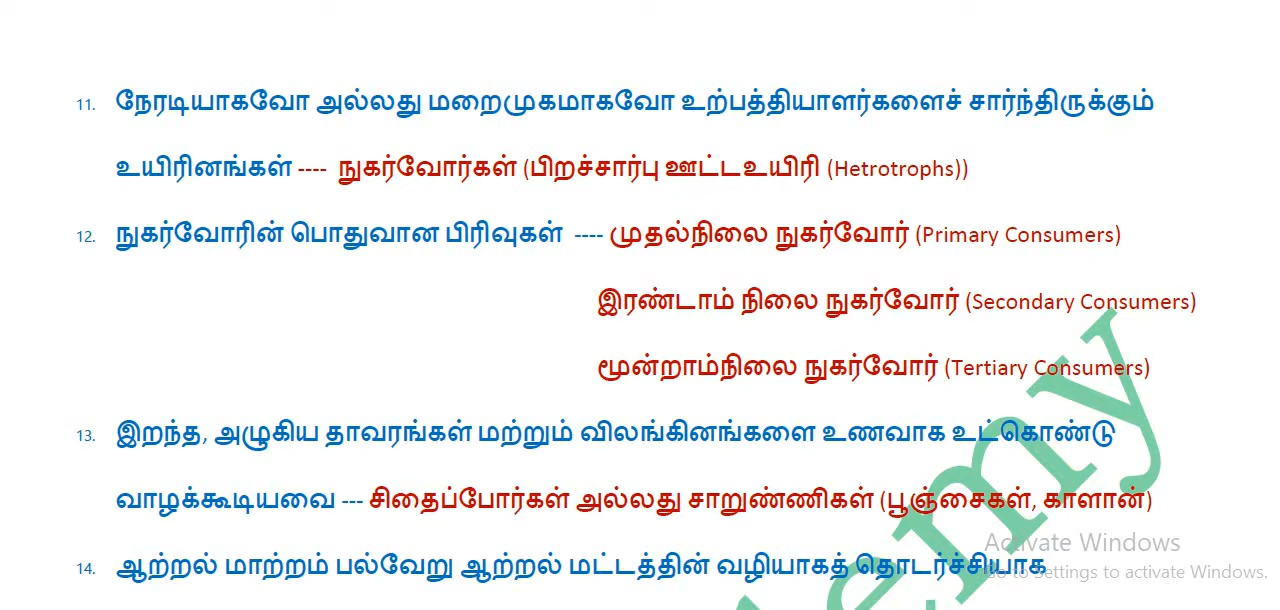 11. நேரடியாகவோ அல்லது மறைமுகமாகவோ உற்பத்தியாளர்களைச் சார்ந்திருக்கும்
உயிரினங்கள் ---- நுகர்வோர்கள் (பிறச்சார்பு ஊட்டஉயிரி (Hetrotrophs))
12. நுகர்வோரின் பொதுவான பிரிவுகள் ---- முதல்நிலை நுகர்வோர் (Primary Consumers)
இரண்டாம் நிலை நுகர்வோர் (Secondary Consumers)
மூன்றாம்நிலை நுகர்வோர் (Tertiary Consumers)
13. இறந்த, அழுகிய தாவரங்கள் மற்றும் விலங்கினங்களை உணவாக உட்கொண்டு
வாழக்கூடியவை --- சிதைப்போர்கள் அல்லது சாறுண்ணிகள் (பூஞ்சைகள், காளான்)
Activate Windows
14. ஆற்றல் மாற்றம் பல்வேறு ஆற்றல் மட்டத்தின் வழியாகத் தொடர்ச்சியாக
Go to Settings to activate Windows.
demy